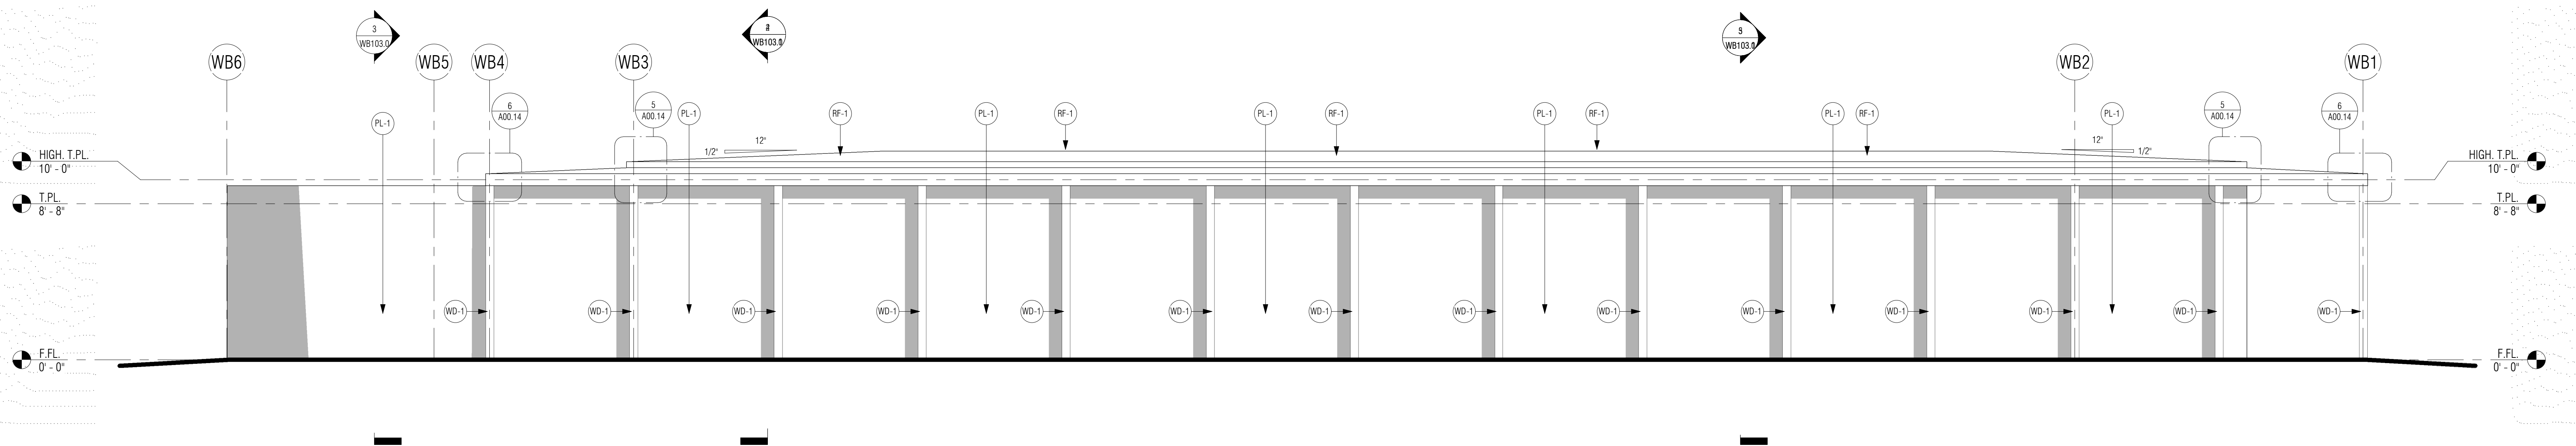 3
WB103.0
WB103.0
WB103.0
WB6
WB5
WB4
WB3
WB2
WB1
6
A00.14
5
A00.14
5
A00.14
6
A00.14
PL-1
PL-1
RF-1
PL-1
RF-1
PL-1
RF-1
PL-1
RF-1
PL-1
RF-1
PL-1
12"
1/2"
12"
1/2"
HIGH. T.PL.
10' - 0"
HIGH. T.PL.
10' - 0"
T.PL.
8' - 8"
T.PL.
8' - 8"
WD-1
WD-1
WD-1
WD-1
WD-1
WD-1
WD-1
WD-1
WD-1
WD-1
WD-1
WD-1
WD-1
WD-1
F.FL.
0' - 0"
F.FL.
0' - 0"